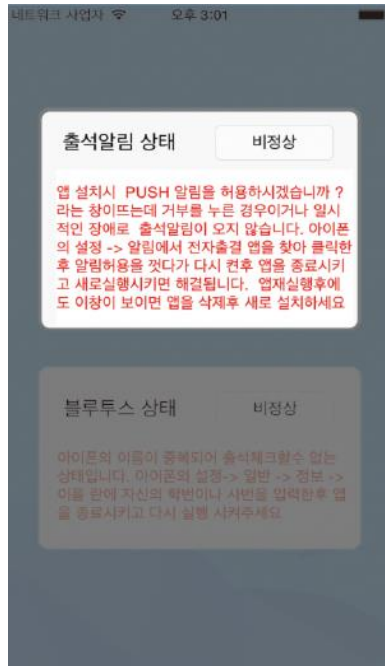 네트워크 사업자 오후 3:01
출석알림 상태 비정상
앱 설치시 PUSH 알림을 허용하시겠습니까 ?
라는 창이뜨는데 거부를 누른 경우이거나 일시
적인 장애로 출석알림이 오지 않습니다. 아이폰
의 설정 -> 알림에서 전자출결 앱을 찾아 클릭한
후 알림허용을 껏다가 다시 켠후 앱을 종료시키
고 새로실행시키면 해결됩니다. 앱재실행후에
도 이창이 보이면 앱을 삭제후 새로 설치하세요
블루투스 상태 비정상
아이폰의 이름이 중복되어 출석체크할수 없는
상태입니다. 아이폰의 설정-> 일반 -> 정보 ->
이름 란에 자신의 학번이나 사번을 입력한후 앱
을 종료시키고 다시 실행 시켜주세요